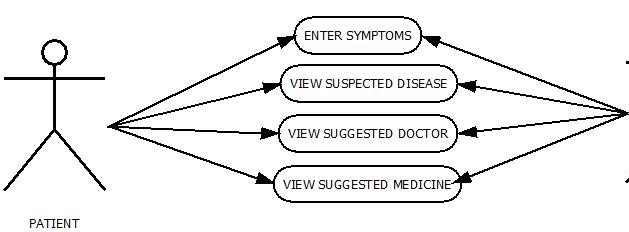 ENTER SYMPTOMS
VIEW SUSPECTED DISEASE
VIEW SUGGESTED DOCTOR
VIEW SUGGESTED MEDICINE
PATIENT